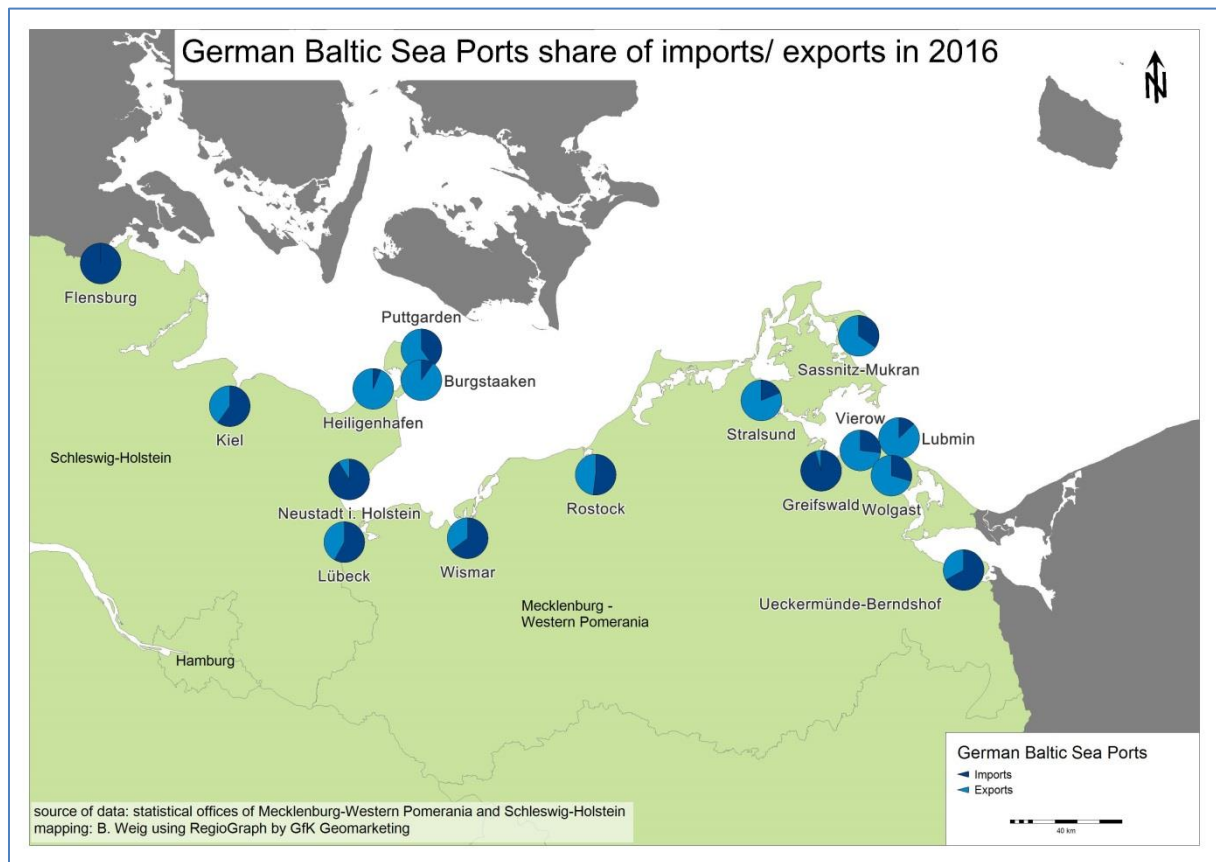 German Baltic Sea Ports share of imports/ exports in 2016
N
Flensburg
Puttgarden
Burgstaaken
Heiligenhafen
Kiel
Schleswig-Holstein
Neustadt i. Holstein
Lübeck
Wismar
Rostock
Sassnitz-Mukran
Stralsund
Vierow
Lubmin
Greifswald
Wolgast
Ueckermünde-Berndshof
Mecklenburg -
Western Pomerania
Hamburg
German Baltic Sea Ports
Imports
Exports
40 km
source of data: statistical offices of Mecklenburg-Western Pomerania and Schleswig-Holstein
mapping: B. Weig using RegioGraph by GfK Geomarketing